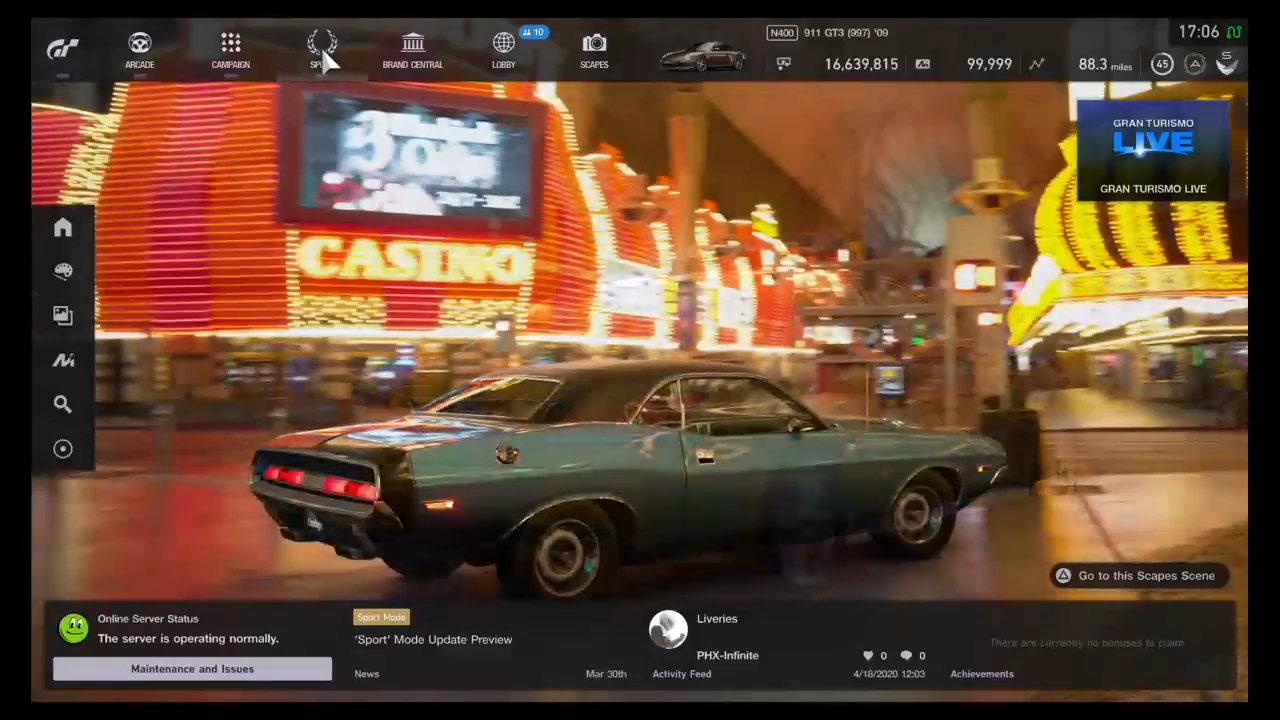 ARCADE
CAMPAIGN
BRAND CENTRAL
10
LOBBY
SCAPES
N400 911 GT3 (997) '09
16,639,815
99,999
88.3 miles
17:06
45
S
GRAN TURISMO
LIVE
GRAN TURISMO LIVE
CASINO
Go to this Scapes Scene
Online Server Status
The server is operating normally.
Maintenance and Issues
Sport Mode
'Sport' Mode Update Preview
News Mar 30th
Liveries
PHX-Infinite
0 0
Activity Feed 4/18/2020 12:03
There are currently no bonuses to claim
Achievements